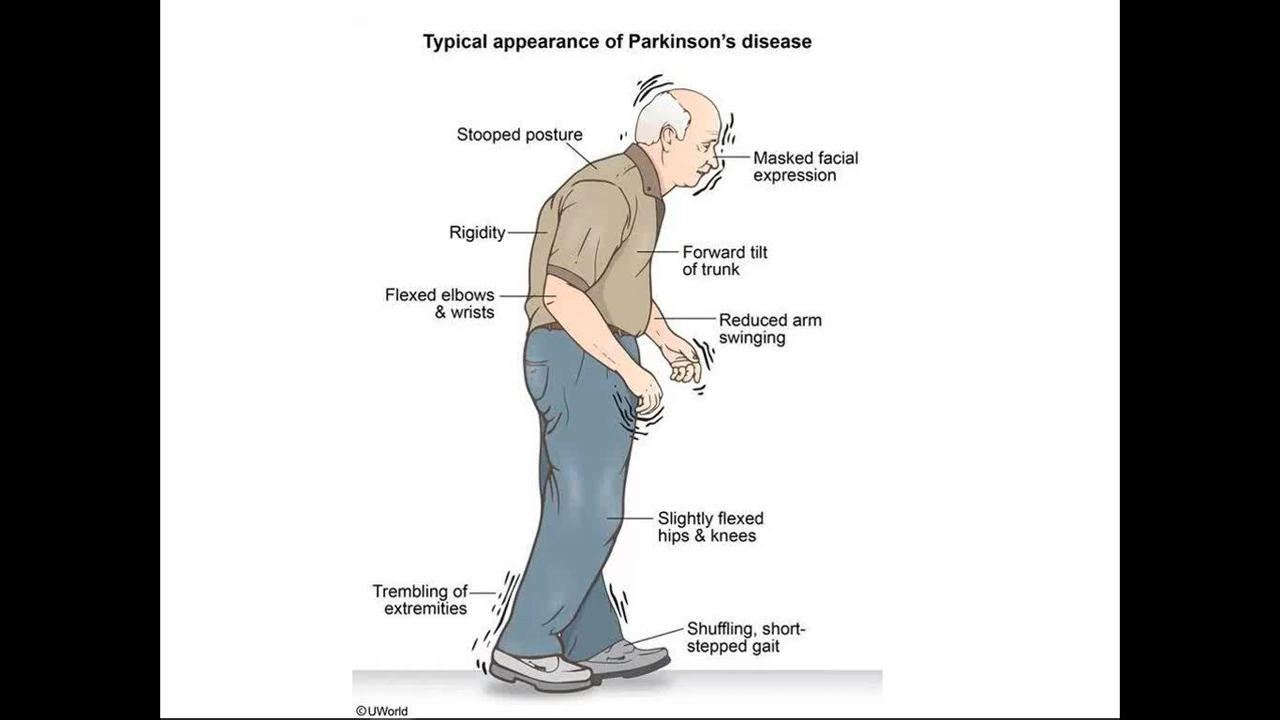 Typical appearance of Parkinson's disease
Stooped posture
Masked facial
expression
Rigidity
Forward tilt
of trunk
Flexed elbows
& wrists
Reduced arm
swinging
Slightly flexed
hips & knees
Trembling of
extremities
Shuffling, short-
stepped gait
©UWorld